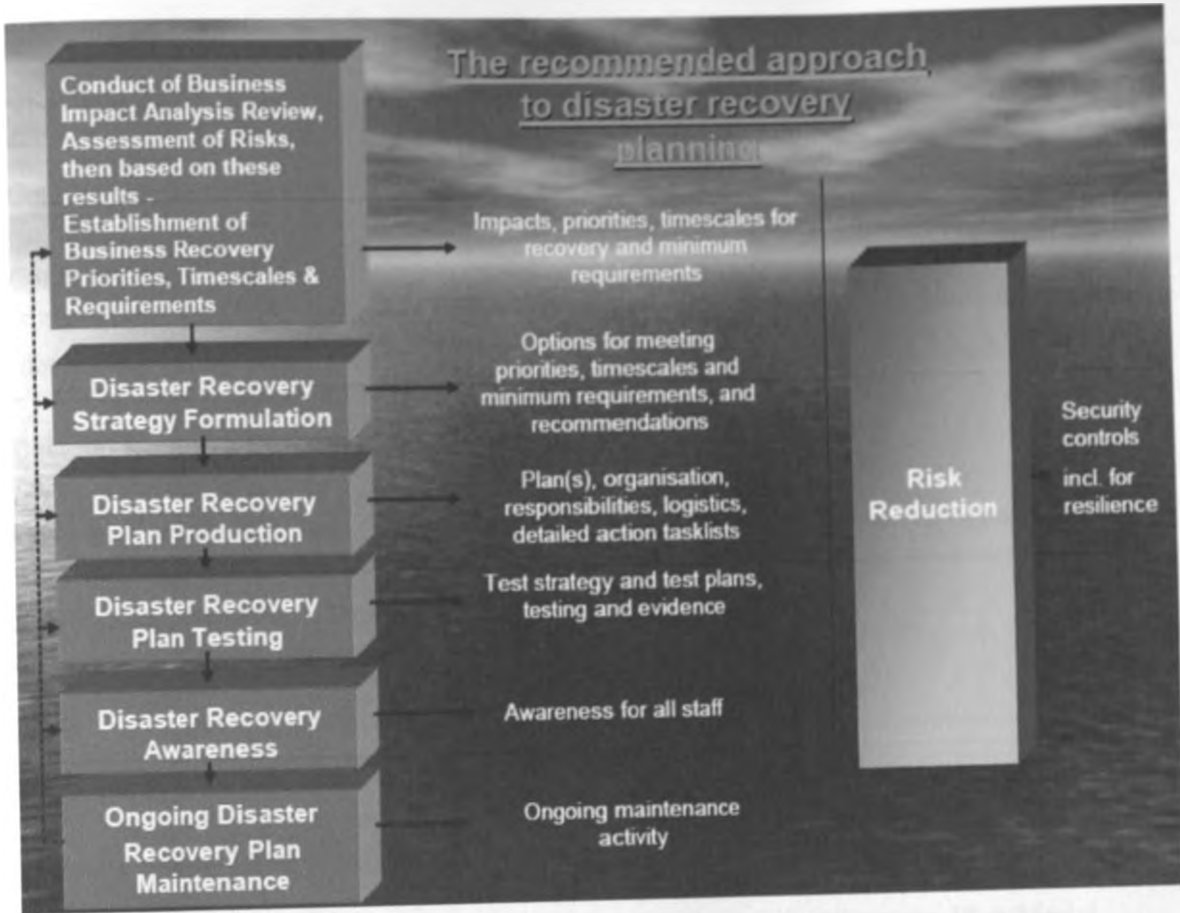 The recommended approach
to disaster recovery
planning
Conduct of Business
Impact Analysis Review,
Assessment of Risks,
then based on these
results -
Establishment of
Business Recovery
Priorities, Timescales &
Requirements
Impacts, priorities, timescales for
recovery and minimum
requirements
Disaster Recovery
Strategy Formulation
Options for meeting
priorities, timescales and
minimum requirements, and
recommendations
Disaster Recovery
Plan Production
Plan(s), organisation,
responsibilities, logistics,
detailed action tasklists
Disaster Recovery
Plan Testing
Test strategy and test plans,
testing and evidence
Disaster Recovery
Awareness
Awareness for all staff
Ongoing Disaster
Recovery Plan
Maintenance
Ongoing maintenance
activity
Risk
Reduction
Security
controls
incl. for
resilience